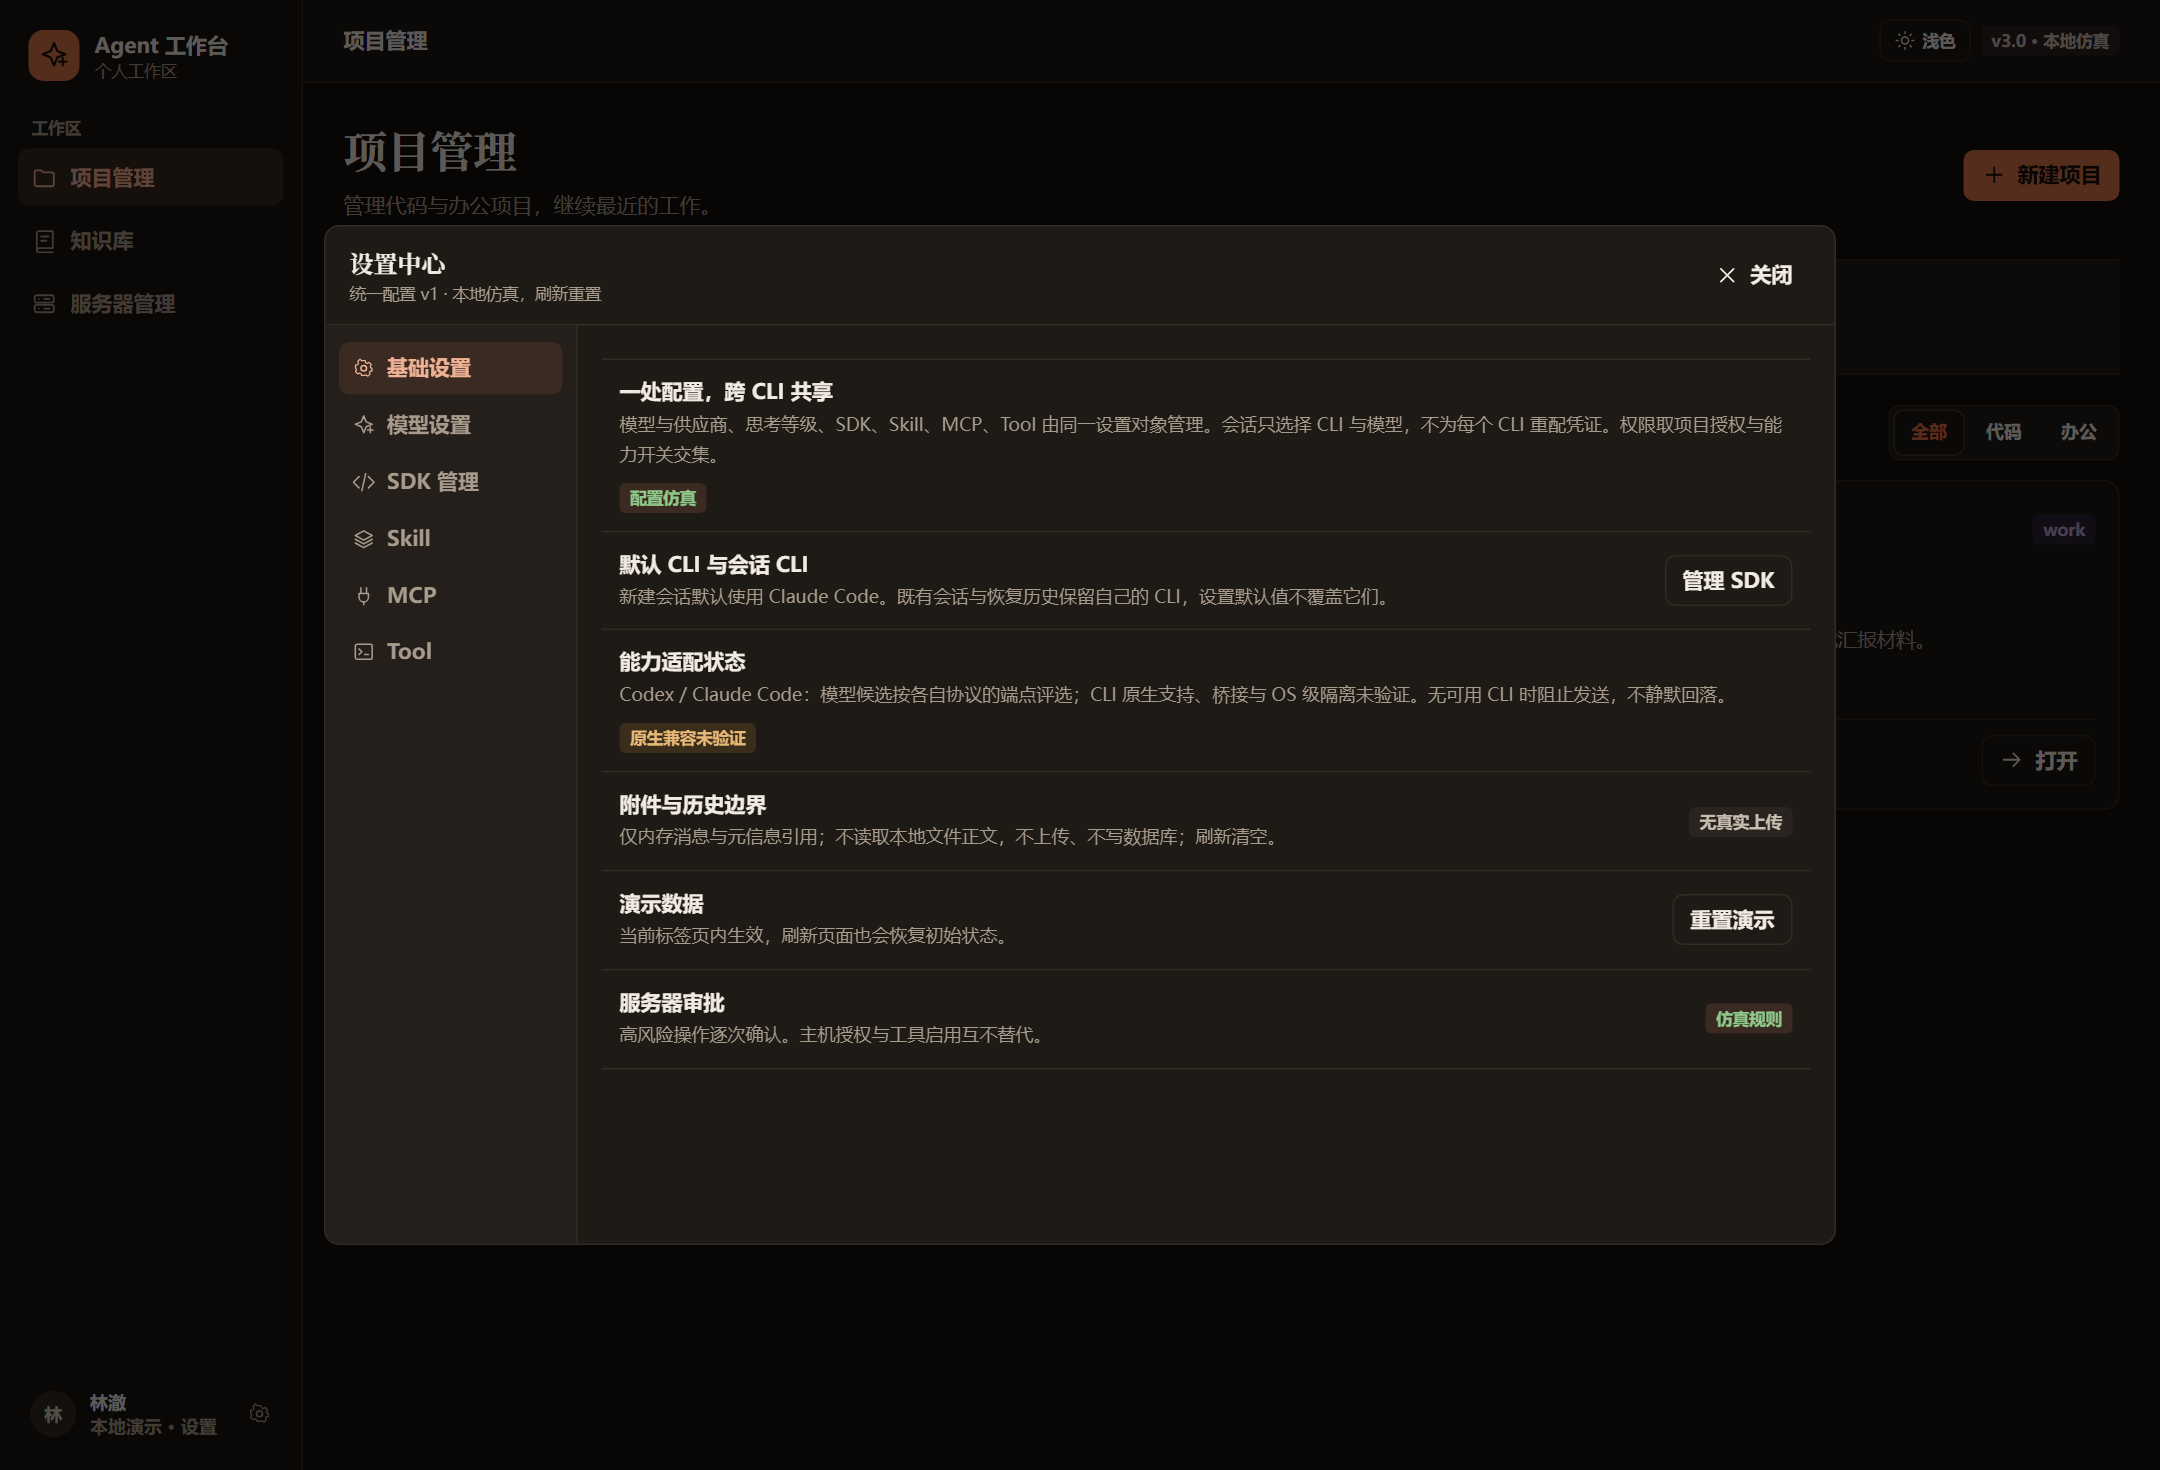 Agent 工作台
个人工作区
工作区
项目管理
知识库
服务器管理
林澈
林
本地演示・设置
项目管理
浅色
v3.0・本地仿真
项目管理
管理代码与办公项目，继续最近的工作。
新建项目
全部
代码
办公
work
汇报材料。
打开
设置中心
统一配置 v1 · 本地仿真，刷新重置
关闭
基础设置
模型设置
SDK 管理
Skill
MCP
Tool
一处配置，跨 CLI 共享
模型与供应商、思考等级、SDK、Skill、MCP、Tool 由同一设置对象管理。会话只选择 CLI 与模型，不为每个 CLI 重配凭证。权限取项目授权与能
力开关交集。
配置仿真
默认 CLI 与会话 CLI
新建会话默认使用 Claude Code。既有会话与恢复历史保留自己的 CLI，设置默认值不覆盖它们。
管理 SDK
能力适配状态
Codex / Claude Code：模型候选按各自协议的端点评选；CLI 原生支持、桥接与 OS 级隔离未验证。无可用 CLI 时阻止发送，不静默回落。
原生兼容未验证
附件与历史边界
仅内存消息与元信息引用；不读取本地文件正文，不上传、不写数据库；刷新清空。
无真实上传
演示数据
当前标签页内生效，刷新页面也会恢复初始状态。
重置演示
服务器审批
高风险操作逐次确认。主机授权与工具启用互不替代。
仿真规则